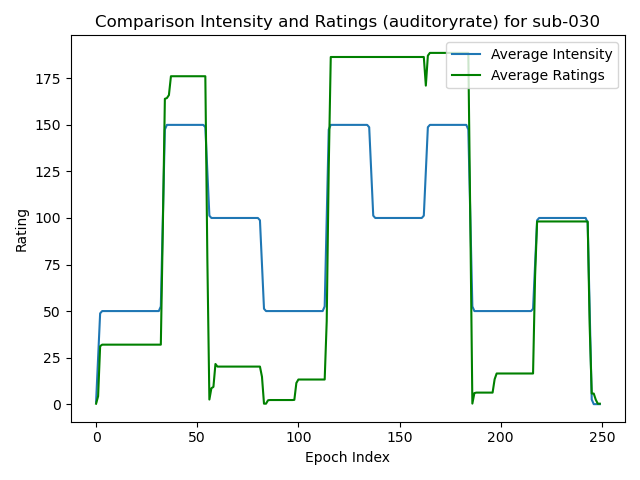 Comparison Intensity and Ratings (auditoryrate) for sub-030
Average Intensity
Average Ratings
Rating
175
150
125
100
75
50
25
0
0 50 100 150 200 250
Epoch Index